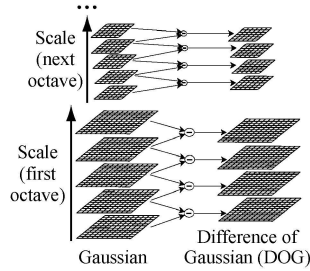 ...
Scale
(next
octave)
Scale
(first
octave)
Gaussian
Difference of
Gaussian (DOG)